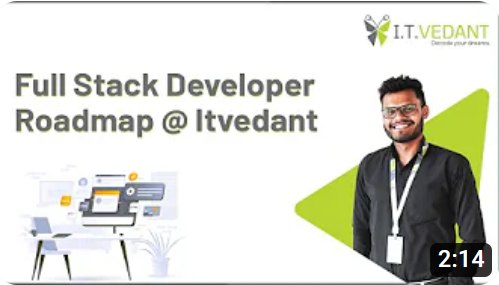 I.T.VEDANT
Decode your dreams.
Full Stack Developer
Roadmap @ Itvedant
2:14